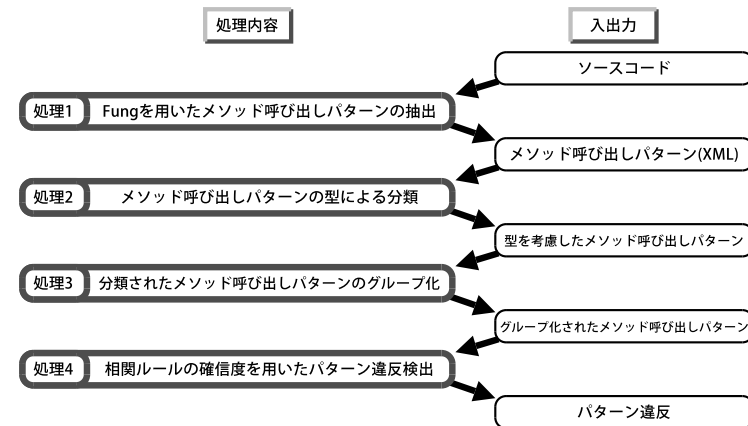 処理内容
入出力
ソースコード
処理1 Fungを用いたメソッド呼び出しパターンの抽出
メソッド呼び出しパターン(XML)
処理2 メソッド呼び出しパターンの型による分類
型を考慮したメソッド呼び出しパターン
処理3 分類されたメソッド呼び出しパターンのグループ化
グループ化されたメソッド呼び出しパターン
処理4 相関ルールの確信度を用いたパターン違反検出
パターン違反